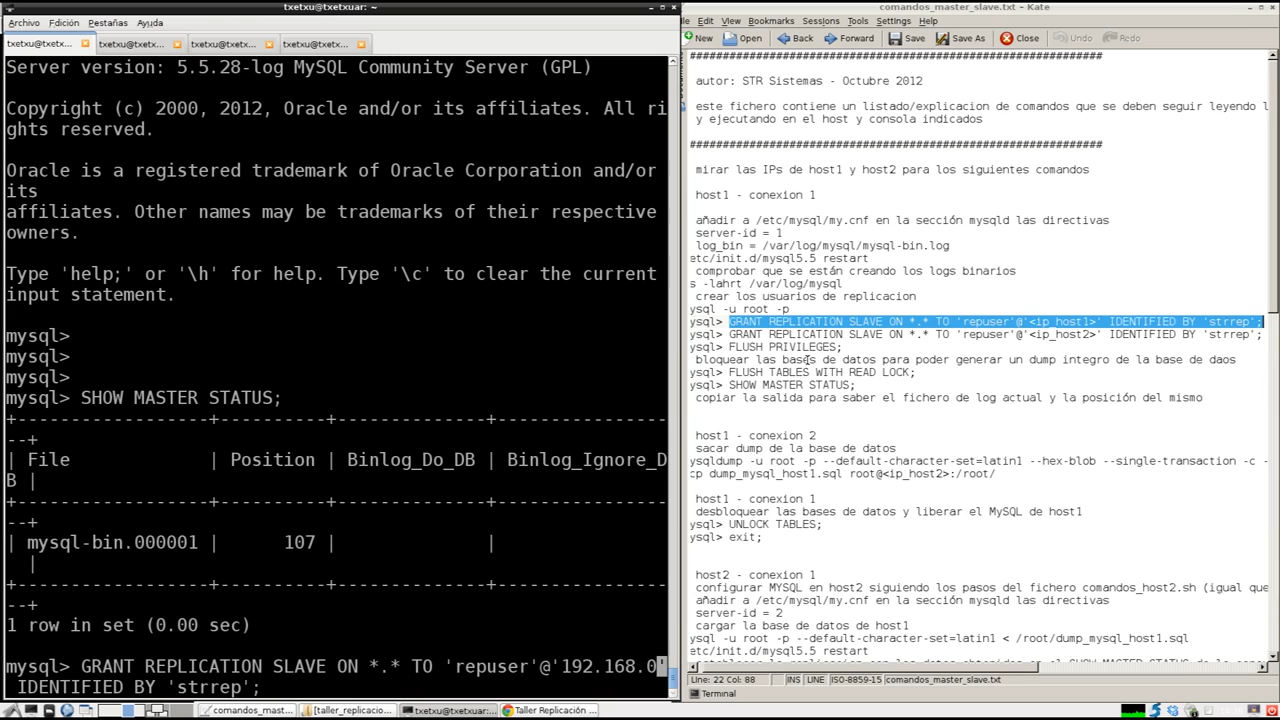 txetxu@txetxuar: ~
Archivo Edición Pestañas Ayuda
txetxu@txetx...
txetxu@txetx...
txetxu@txetx...
txetxu@txetx...
Server version: 5.5.28-log MySQL Community Server (GPL)
Copyright (c) 2000, 2012, Oracle and/or its affiliates. All ri
ghts reserved.
Oracle is a registered trademark of Oracle Corporation and/or
its
affiliates. Other names may be trademarks of their respective
owners.
Type 'help;' or '\h' for help. Type '\c' to clear the current
input statement.
mysql>
mysql>
mysql>
mysql> SHOW MASTER STATUS;
+------------------+----------+--------------+----------------
--+
| File | Position | Binlog_Do_DB | Binlog_Ignore_D
B |
+------------------+----------+--------------+----------------
--+
| mysql-bin.000001 | 107 | |
|
+------------------+----------+--------------+----------------
--+
1 row in set (0.00 sec)
mysql> GRANT REPLICATION SLAVE ON *.* TO 'repuser'@'192.168.0'
IDENTIFIED BY 'strrep';
comandos_master_slave.txt - Kate
le Edit View Bookmarks Sessions Tools Settings Help
New Open Back Forward Save Save As Close Undo Redo
##############################################################
autor: STR Sistemas - Octubre 2012
este fichero contiene un listado/explicacion de comandos que se deben seguir leyendo l
y ejecutando en el host y consola indicados
##############################################################
mirar las IPs de host1 y host2 para los siguientes comandos
host1 - conexion 1
añadir a /etc/mysql/my.cnf en la sección mysqld las directivas
server-id = 1
log_bin = /var/log/mysql/mysql-bin.log
etc/init.d/mysql5.5 restart
comprobar que se están creando los logs binarios
s -lahrt /var/log/mysql
crear los usuarios de replicacion
ysql -u root -p
ysql> GRANT REPLICATION SLAVE ON *.* TO 'repuser'@'<ip_host1>' IDENTIFIED BY 'strrep';
ysql> GRANT REPLICATION SLAVE ON *.* TO 'repuser'@'<ip_host2>' IDENTIFIED BY 'strrep';
ysql> FLUSH PRIVILEGES;
bloquear las bases de datos para poder generar un dump integro de la base de daos
ysql> FLUSH TABLES WITH READ LOCK;
ysql> SHOW MASTER STATUS;
copiar la salida para saber el fichero de log actual y la posición del mismo
host1 - conexion 2
sacar dump de la base de datos
ysqldump -u root -p --default-character-set=latin1 --hex-blob --single-transaction -c -
cp dump_mysql_host1.sql root@<ip_host2>:/root/
host1 - conexion 1
desbloquear las bases de datos y liberar el MySQL de host1
ysql> UNLOCK TABLES;
ysql> exit;
host2 - conexion 1
configurar MYSQL en host2 siguiendo los pasos del fichero comandos_host2.sh (igual que
añadir a /etc/mysql/my.cnf en la sección mysqld las directivas
server-id = 2
cargar la base de datos de host1
ysql -u root -p --default-character-set=latin1 < /root/dump_mysql_host1.sql
etc/init.d/mysql5.5 restart
Line: 22 Col: 88 INS LINE ISO-8859-15 comandos_master_slave.txt
Terminal
comandos_mast...
[taller_replicacio...
txetxu@txetxuar:...
Taller Replicación ...